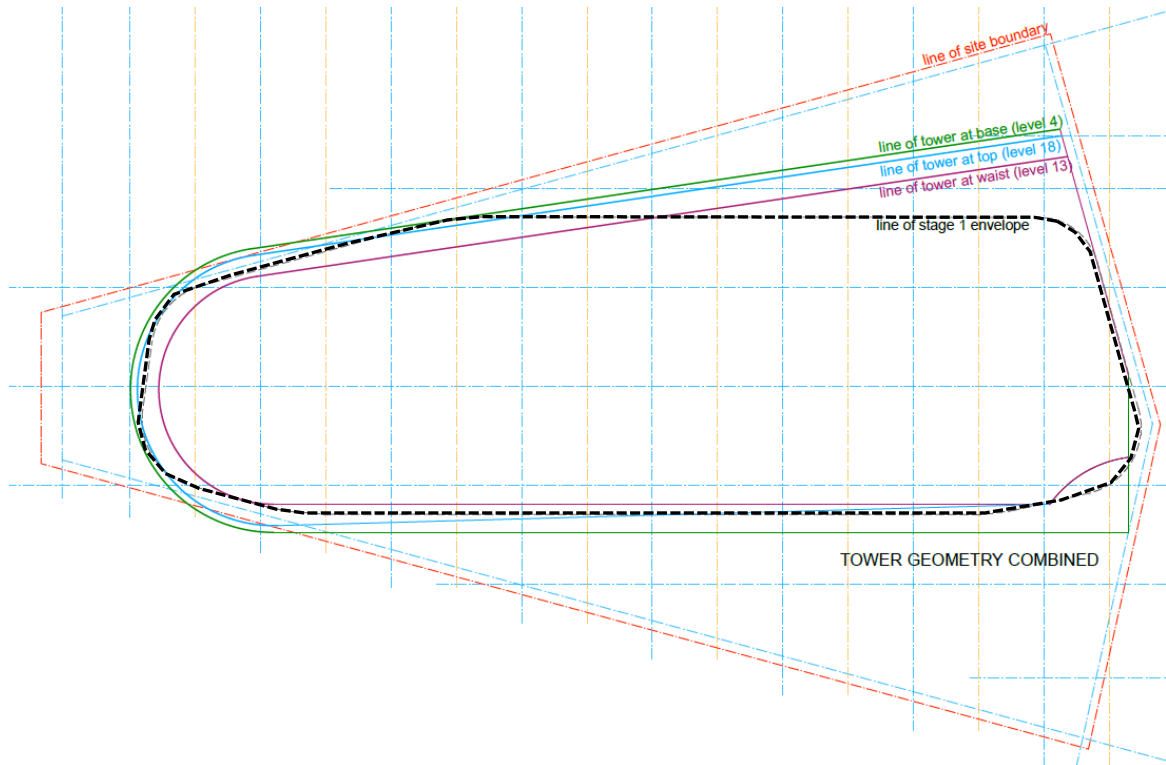 line of site boundary
line of tower at base (level 4)
line of tower at top (level 18)
line of tower at waist (level 13)
line of stage 1 envelope
TOWER GEOMETRY COMBINED